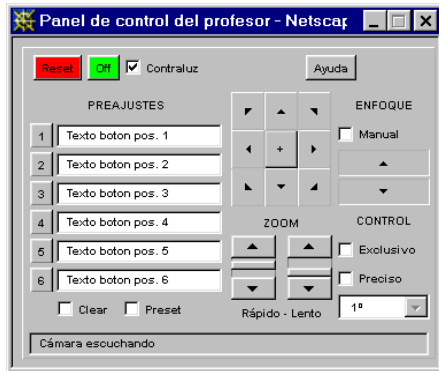 Panel de control del profesor - Netscap
Reset Off Contraluz Ayuda
PREAJUSTES ENFOQUE
1 Texto boton pos. 1 Manual
2 Texto boton pos. 2
3 Texto boton pos. 3
4 Texto boton pos. 4 ZOOM CONTROL
5 Texto boton pos. 5 Exclusivo
6 Texto boton pos. 6 Preciso
Clear Preset Rápido - Lento 1º
Cámara escuchando